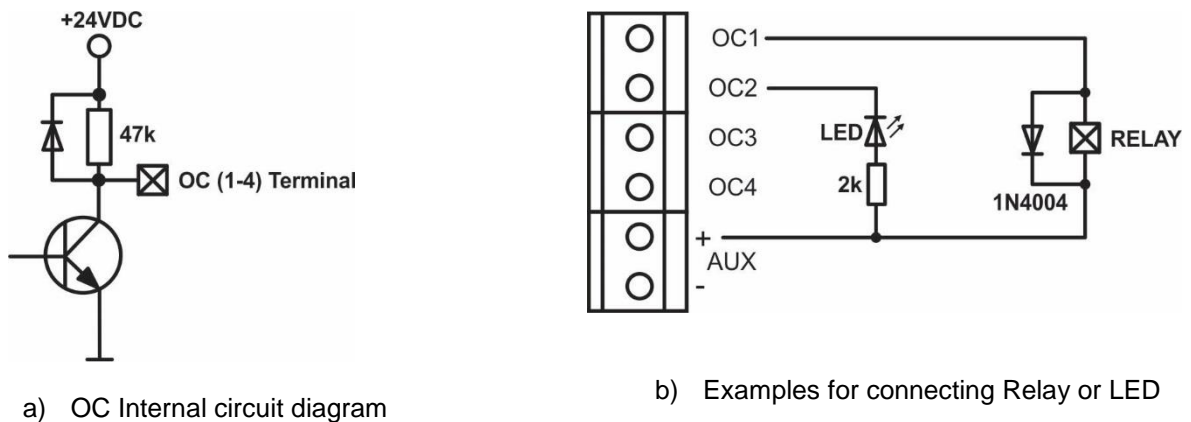 +24VDC
47k
OC (1-4) Terminal
a) OC Internal circuit diagram
OC1
OC2
OC3
OC4
+
AUX
-
LED
2k
RELAY
1N4004
b) Examples for connecting Relay or LED